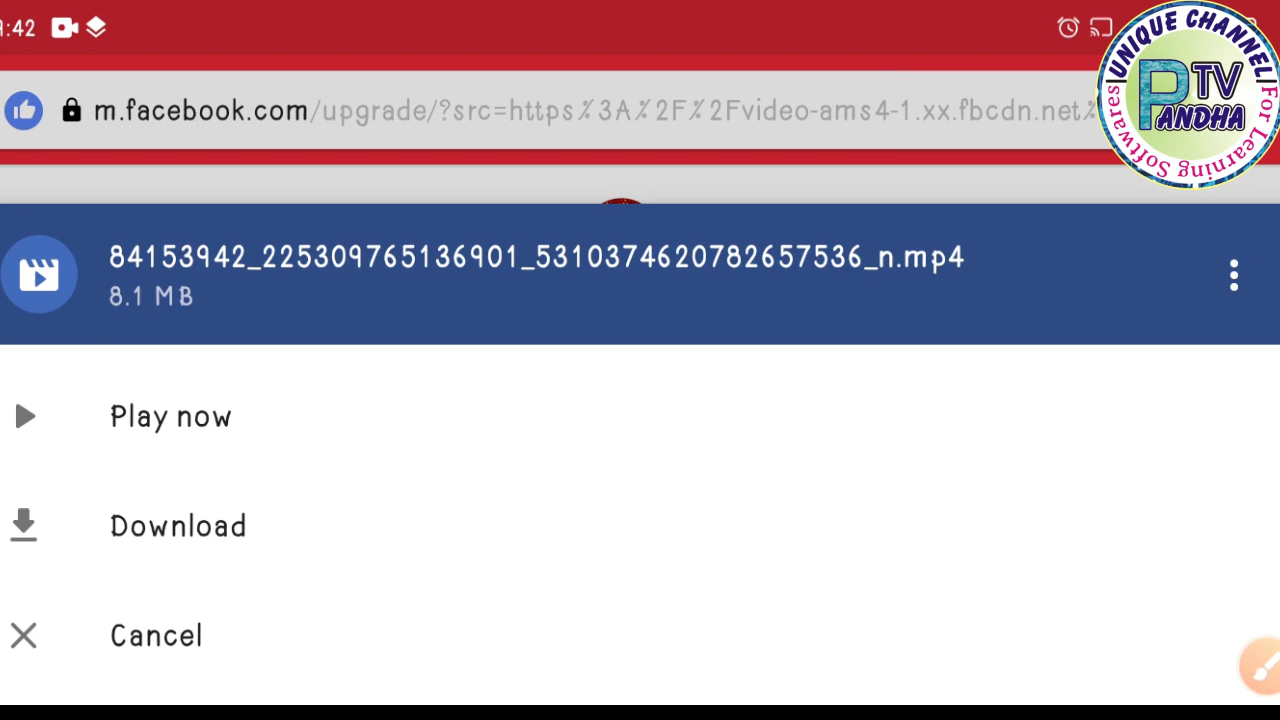 :42
UNIQUE CHANNEL
m.facebook.com/upgrade/?src=https%3A%2F%2Fvideo-ams4-1.xx.fbcdn.net%
PTV
PANDHA
For Learning Softwares
84153942_225309765136901_5310374620782657536_n.mp4
8.1 MB
Play now
Download
Cancel